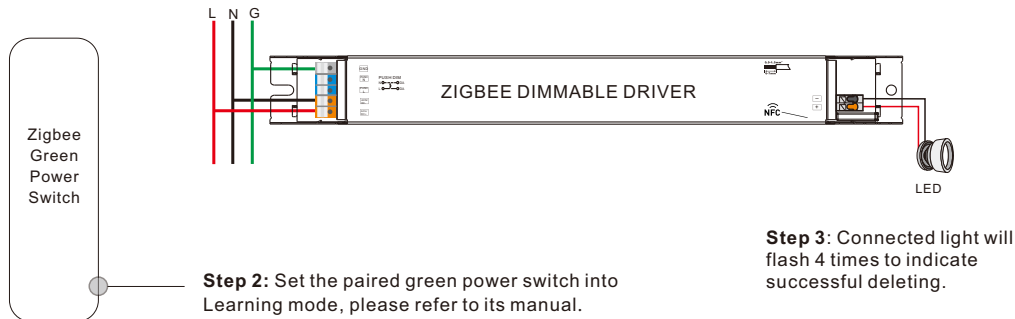 L N G
PUSH DIM
ZIGBEE DIMMABLE DRIVER
NFC
LED
Zigbee
Green
Power
Switch
Step 2: Set the paired green power switch into
Learning mode, please refer to its manual.
Step 3: Connected light will
flash 4 times to indicate
successful deleting.